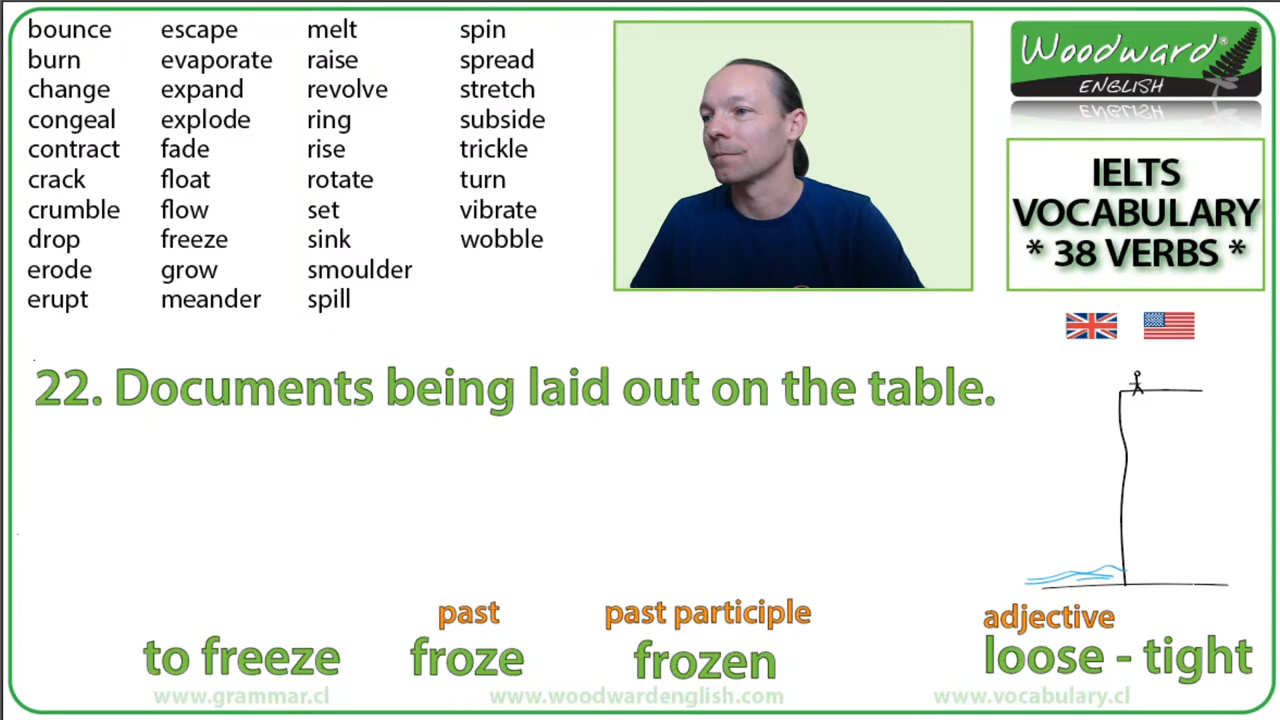 bounce
burn
change
congeal
contract
crack
crumble
drop
erode
erupt
escape
evaporate
expand
explode
fade
float
flow
freeze
grow
meander
melt
raise
revolve
ring
rise
rotate
set
sink
smoulder
spill
spin
spread
stretch
subside
trickle
turn
vibrate
wobble
Woodward®
ENGLISH
IELTS
VOCABULARY
* 38 VERBS *
22. Documents being laid out on the table.
past
past participle
adjective
to freeze
froze
frozen
loose - tight
www.grammar.cl
www.woodwardenglish.com
www.vocabulary.cl